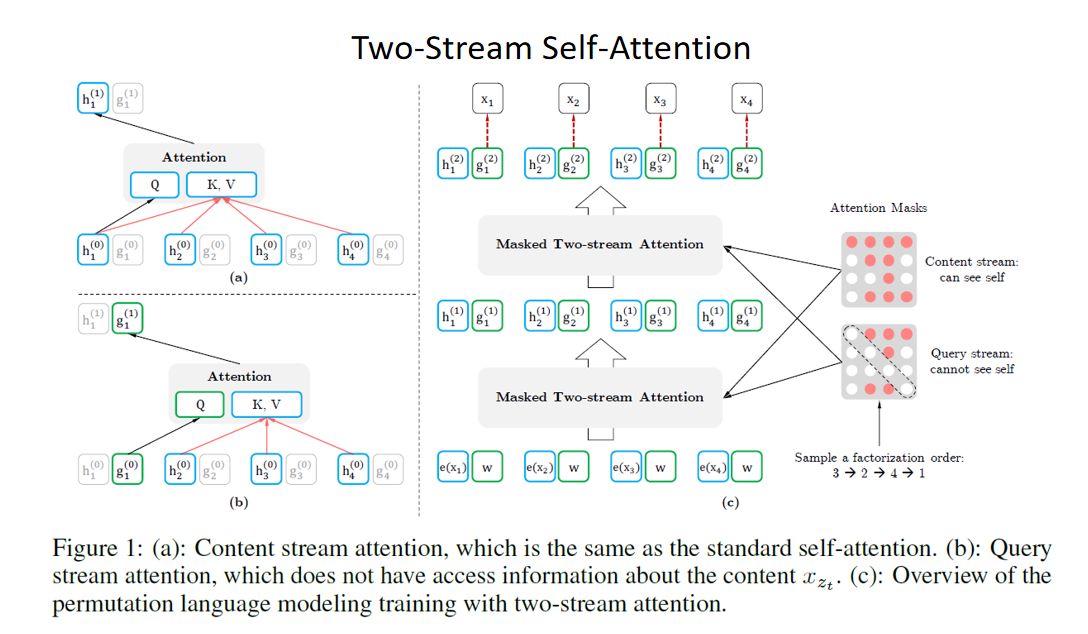 Two-Stream Self-Attention
h₁⁽¹⁾ g₁⁽¹⁾
Attention
Q K, V
h₁⁽⁰⁾ g₁⁽⁰⁾ h₂⁽⁰⁾ g₂⁽⁰⁾ h₃⁽⁰⁾ g₃⁽⁰⁾ h₄⁽⁰⁾ g₄⁽⁰⁾
(a)
h₁⁽¹⁾ g₁⁽¹⁾
Attention
Q K, V
h₁⁽⁰⁾ g₁⁽⁰⁾ h₂⁽⁰⁾ g₂⁽⁰⁾ h₃⁽⁰⁾ g₃⁽⁰⁾ h₄⁽⁰⁾ g₄⁽⁰⁾
(b)
x₁ x₂ x₃ x₄
h₁⁽²⁾ g₁⁽²⁾ h₂⁽²⁾ g₂⁽²⁾ h₃⁽²⁾ g₃⁽²⁾ h₄⁽²⁾ g₄⁽²⁾
Masked Two-stream Attention
h₁⁽¹⁾ g₁⁽¹⁾ h₂⁽¹⁾ g₂⁽¹⁾ h₃⁽¹⁾ g₃⁽¹⁾ h₄⁽¹⁾ g₄⁽¹⁾
Masked Two-stream Attention
e(x₁) w e(x₂) w e(x₃) w e(x₄) w
(c)
Attention Masks
Content stream:
can see self
Query stream:
cannot see self
Sample a factorization order:
3 → 2 → 4 → 1
Figure 1: (a): Content stream attention, which is the same as the standard self-attention. (b): Query
stream attention, which does not have access information about the content x_{z_t}. (c): Overview of the
permutation language modeling training with two-stream attention.